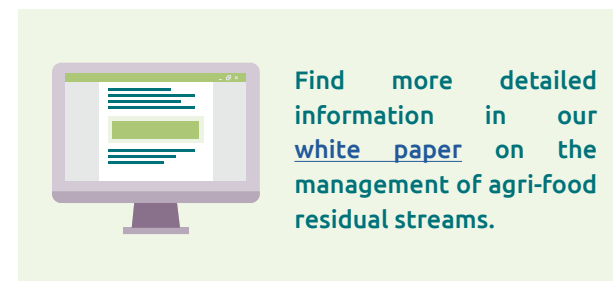 Find more detailed
information in our
white paper on the
management of agri-food
residual streams.